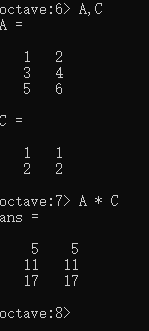 octave:6> A,C
A =
1 2
3 4
5 6
C =
1 1
2 2
octave:7> A * C
ans =
5 5
11 11
17 17
octave:8>